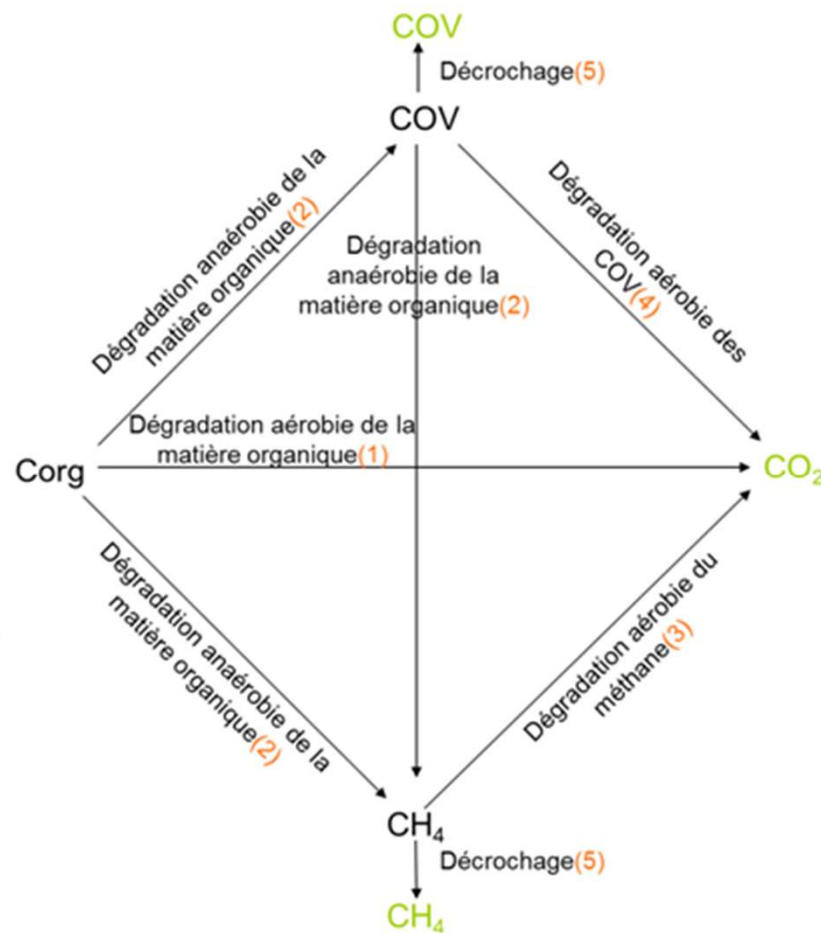 COV
Décrochage(5)
COV
Dégradation anaérobie de la
matière organique(2)
Dégradation
anaérobie de la
matière organique(2)
Dégradation aérobie des
COV(4)
Dégradation aérobie de la
matière organique(1)
Corg
CO₂
Dégradation anaérobie de la
matière organique(2)
Dégradation aérobie du
méthane(3)
CH₄
Décrochage(5)
CH₄